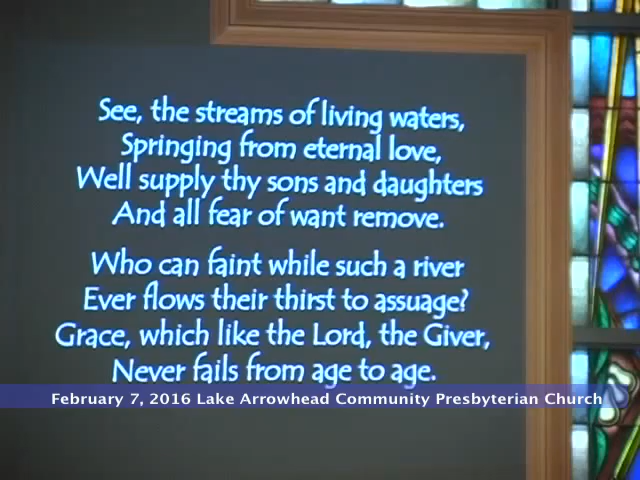 See, the streams of living waters,
Springing from eternal love,
Well supply thy sons and daughters
And all fear of want remove.
Who can faint while such a river
Ever flows their thirst to assuage?
Grace, which like the Lord, the Giver,
Never fails from age to age.
February 7, 2016 Lake Arrowhead Community Presbyterian Church